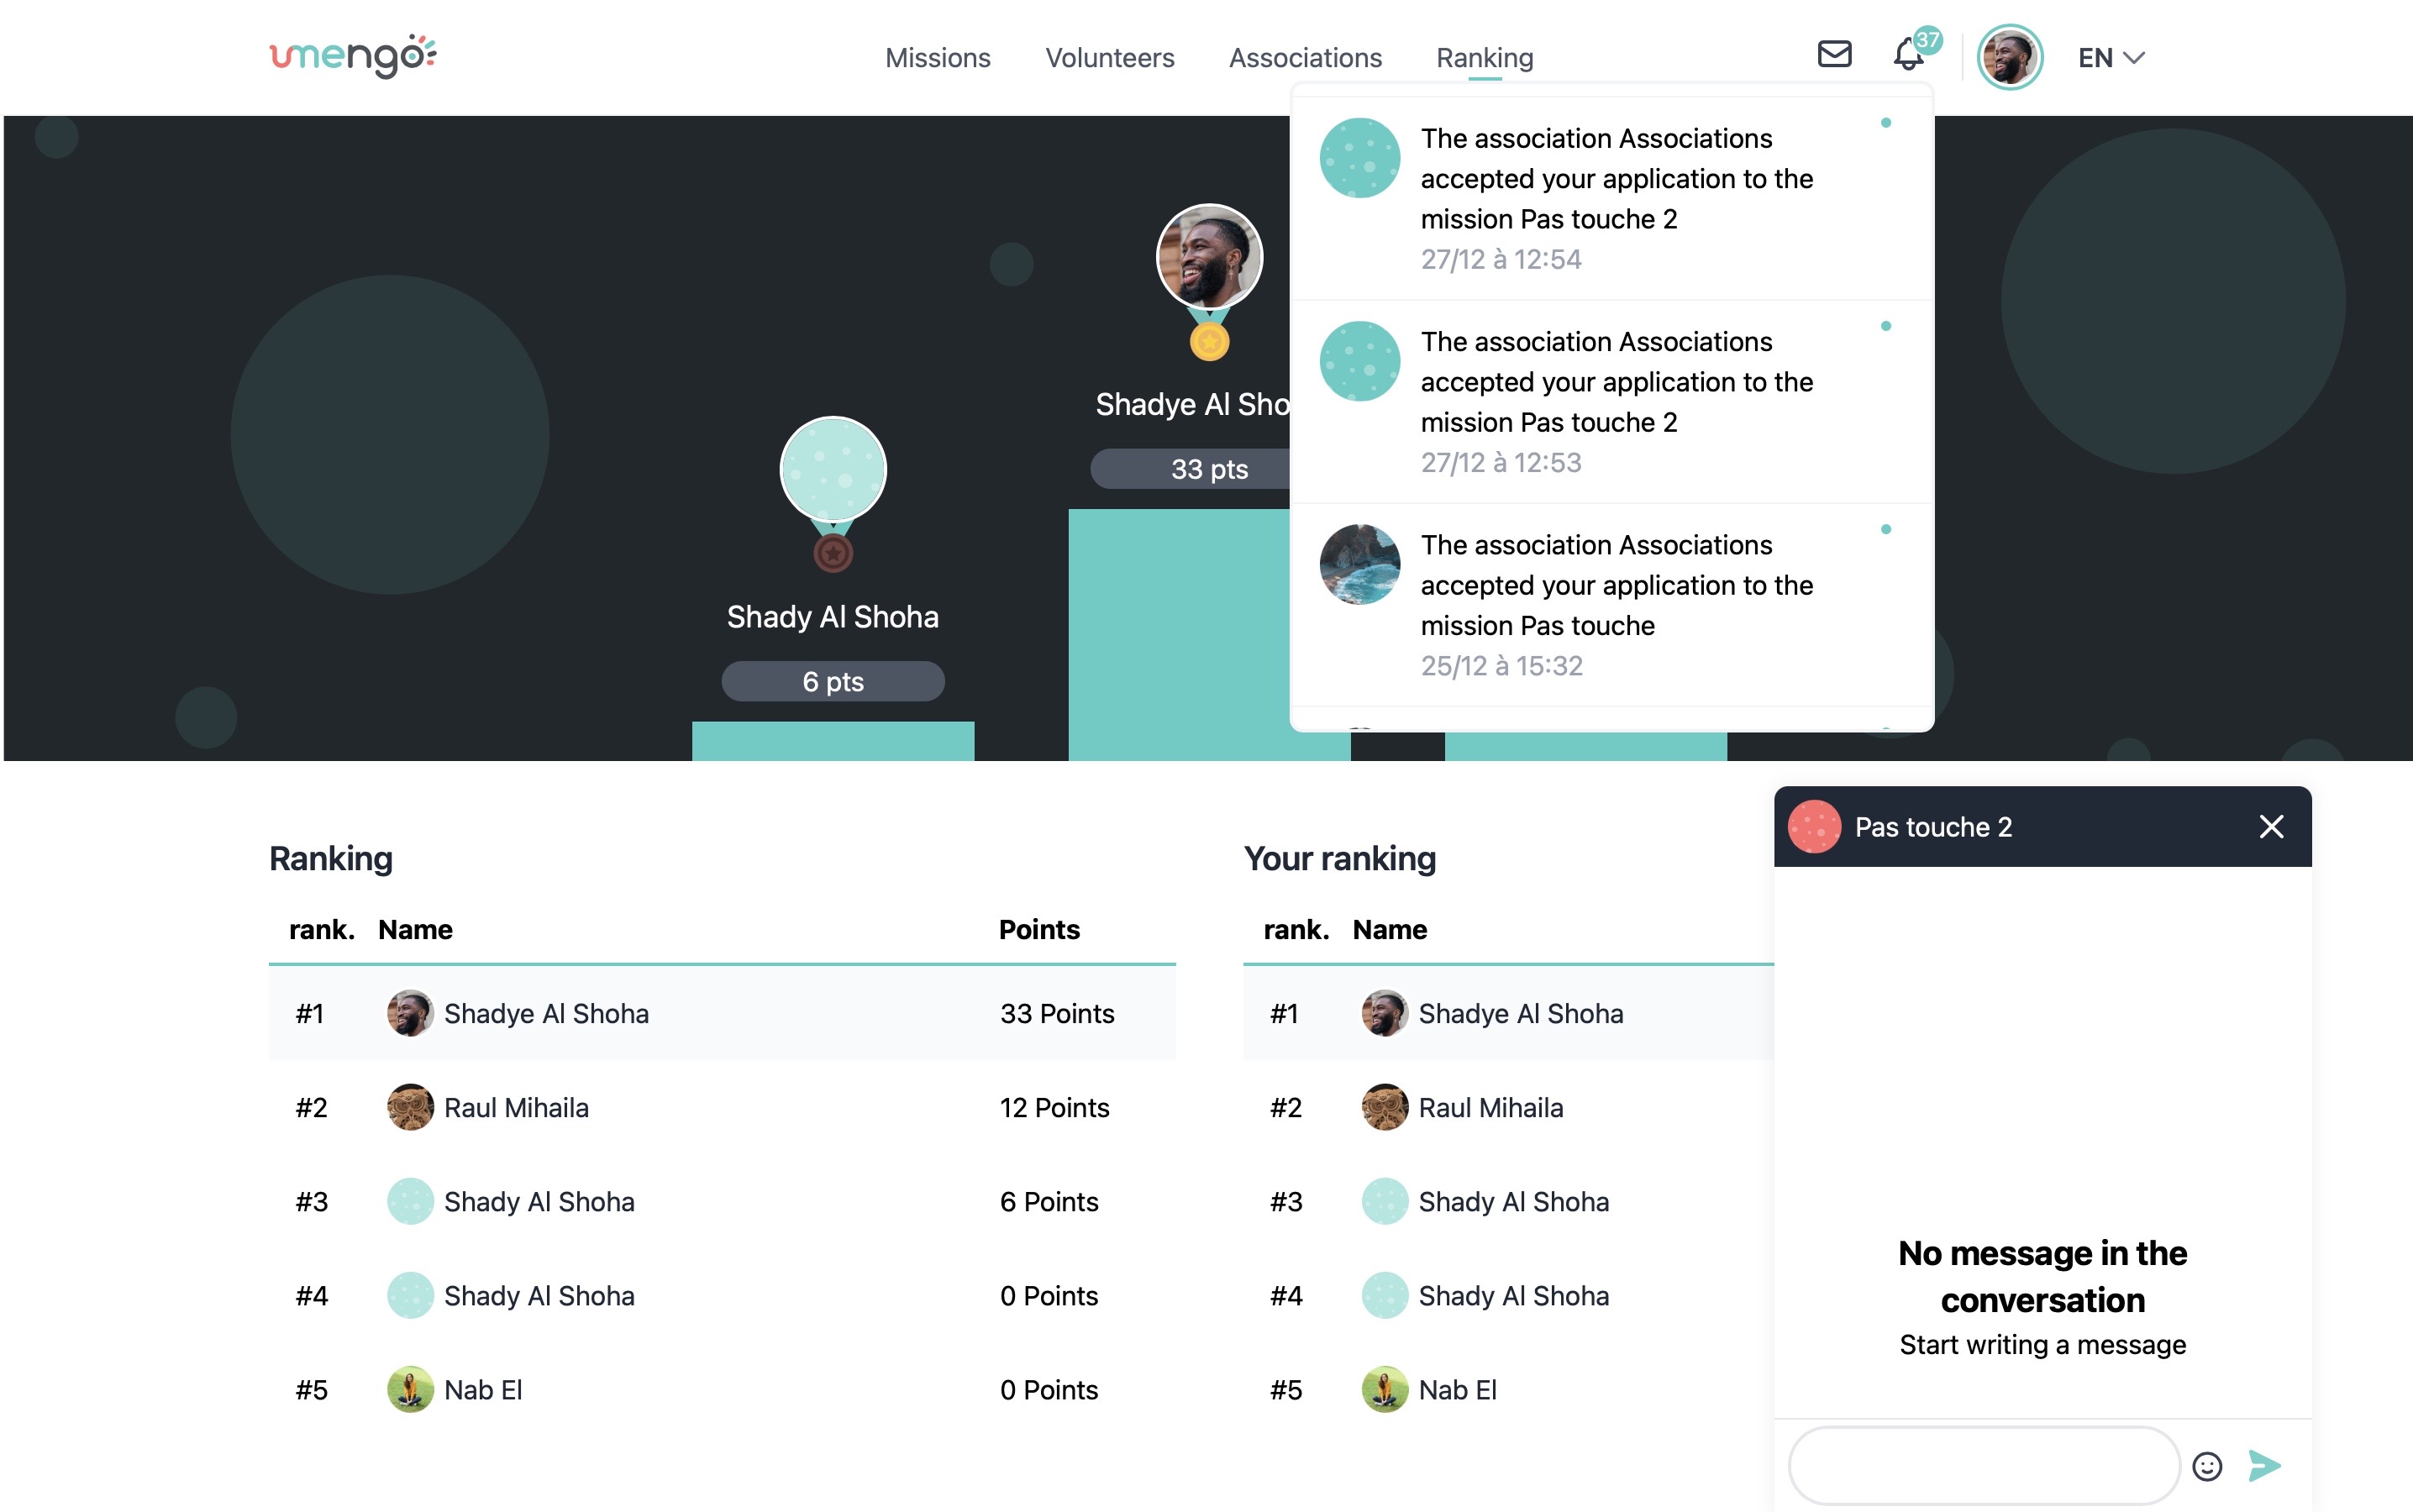 umengo
Missions
Volunteers
Associations
Ranking
37
EN
The association Associations
accepted your application to the
mission Pas touche 2
27/12 à 12:54
The association Associations
accepted your application to the
mission Pas touche 2
27/12 à 12:53
The association Associations
accepted your application to the
mission Pas touche
25/12 à 15:32
Shadye Al Sho
33 pts
Shady Al Shoha
6 pts
Ranking
rank. Name Points
#1 Shadye Al Shoha 33 Points
#2 Raul Mihaila 12 Points
#3 Shady Al Shoha 6 Points
#4 Shady Al Shoha 0 Points
#5 Nab El 0 Points
Your ranking
rank. Name
#1 Shadye Al Shoha
#2 Raul Mihaila
#3 Shady Al Shoha
#4 Shady Al Shoha
#5 Nab El
Pas touche 2
No message in the
conversation
Start writing a message